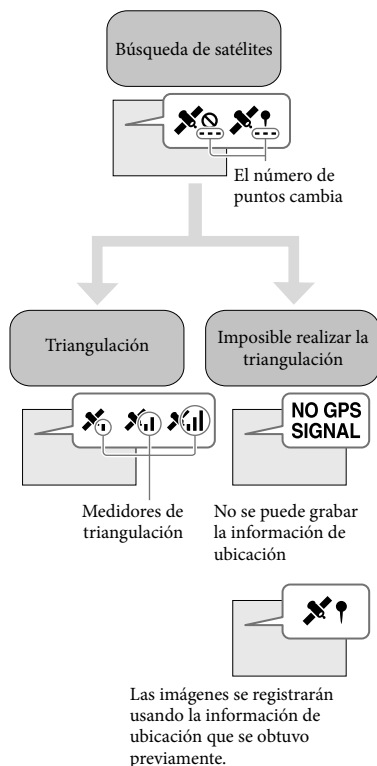 Búsqueda de satélites
El número de
puntos cambia
Triangulación
Imposible realizar la
triangulación
NO GPS
SIGNAL
Medidores de
triangulación
No se puede grabar
la información de
ubicación
Las imágenes se registrarán
usando la información de
ubicación que se obtuvo
previamente.